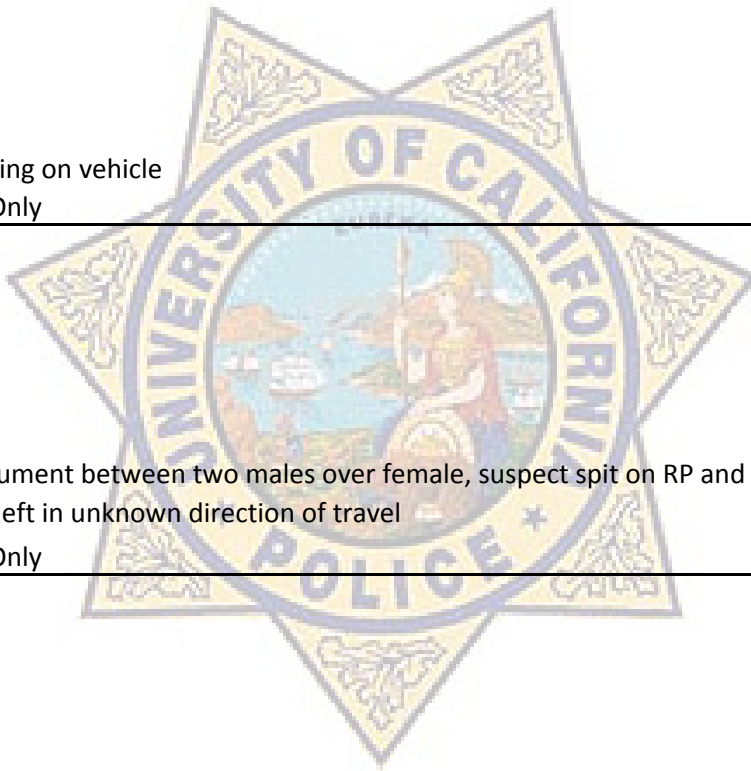 ing on vehicle
Only
UNIVERSITY OF CALIFORNIA
EUREKA
ument between two males over female, suspect spit on RP and
left in unknown direction of travel
Only
POLICE